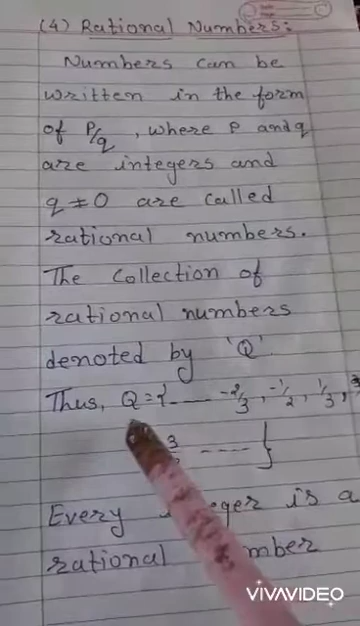 (4) Rational Numbers:
Numbers can be
written in the form
of P/q, where P and q
are integers and
q ≠ 0 are called
rational numbers.
The Collection of
rational numbers
denoted by 'Q'.
Thus, Q = { ---- -2/3, -1/2, 1/3,
3 ---- }
Every is a
rational
VIVAVIDEO